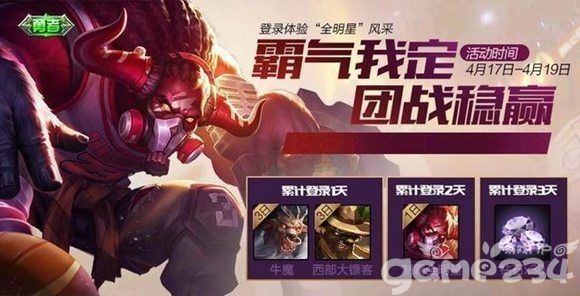 勇者
登录体验“全明星”风采
霸气我定
活动时间
4月17日-4月19日
团战稳赢
累计登录1天
累计登录2天
累计登录3天
3日
3日
1日
牛魔
西部大镖客
game234